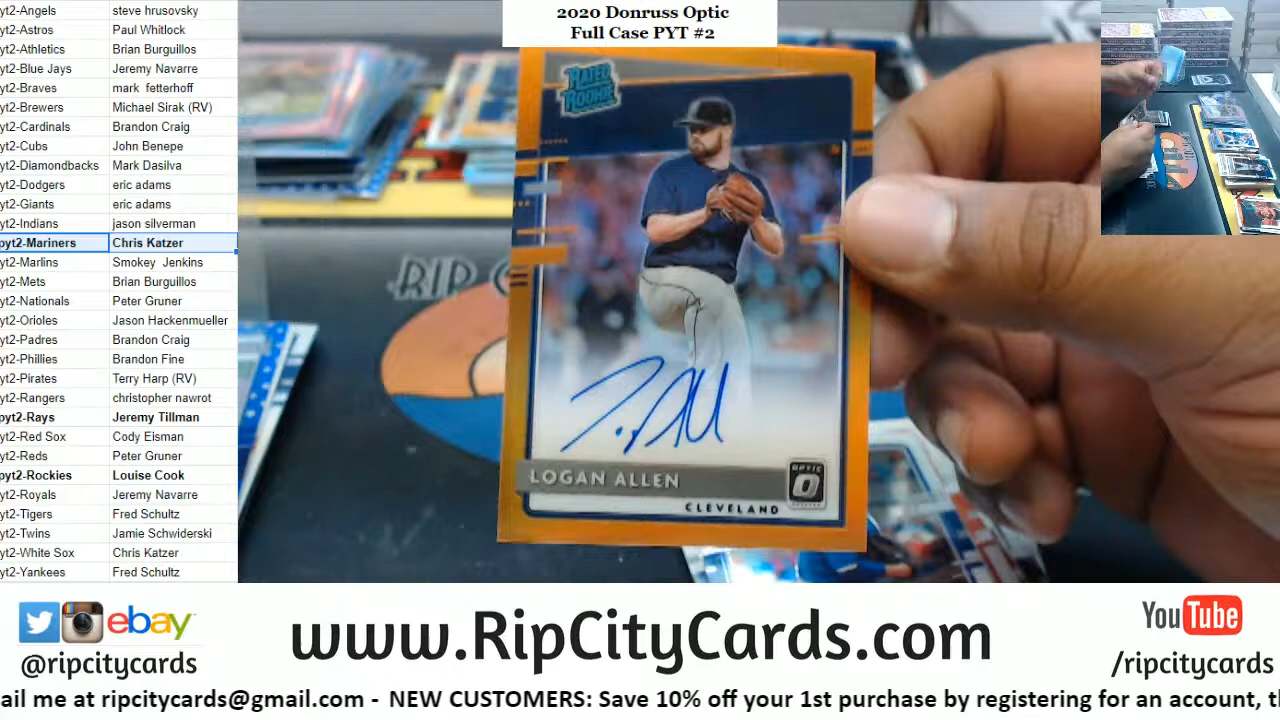 yt2-Angels steve hrusovsky
yt2-Astros Paul Whitlock
yt2-Athletics Brian Burguillos
yt2-Blue Jays Jeremy Navarre
yt2-Braves mark fetterhoff
yt2-Brewers Michael Sirak (RV)
yt2-Cardinals Brandon Craig
yt2-Cubs John Benepe
yt2-Diamondbacks Mark Dasilva
yt2-Dodgers eric adams
yt2-Giants eric adams
yt2-Indians jason silverman
pyt2-Mariners Chris Katzer
yt2-Marlins Smokey Jenkins
yt2-Mets Brian Burguillos
yt2-Nationals Peter Gruner
yt2-Orioles Jason Hackenmueller
yt2-Padres Brandon Craig
yt2-Phillies Brandon Fine
yt2-Pirates Terry Harp (RV)
yt2-Rangers christopher nawrot
pyt2-Rays Jeremy Tillman
yt2-Red Sox Cody Elsman
yt2-Reds Peter Gruner
pyt2-Rockies Louise Cook
yt2-Royals Jeremy Navarre
yt2-Tigers Fred Schultz
yt2-Twins Jamie Schwiderski
yt2-White Sox Chris Katzer
yt2-Yankees Fred Schultz
2020 Donruss Optic
Full Case PYT #2
RATED
ROOKIE
RIP C
LOGAN ALLEN
OPTIC
CLEVELAND
ebay
@ripcitycards
www.RipCityCards.com
YouTube
/ripcitycards
ail me at ripcitycards@gmail.com - NEW CUSTOMERS: Save 10% off your 1st purchase by registering for an account, t